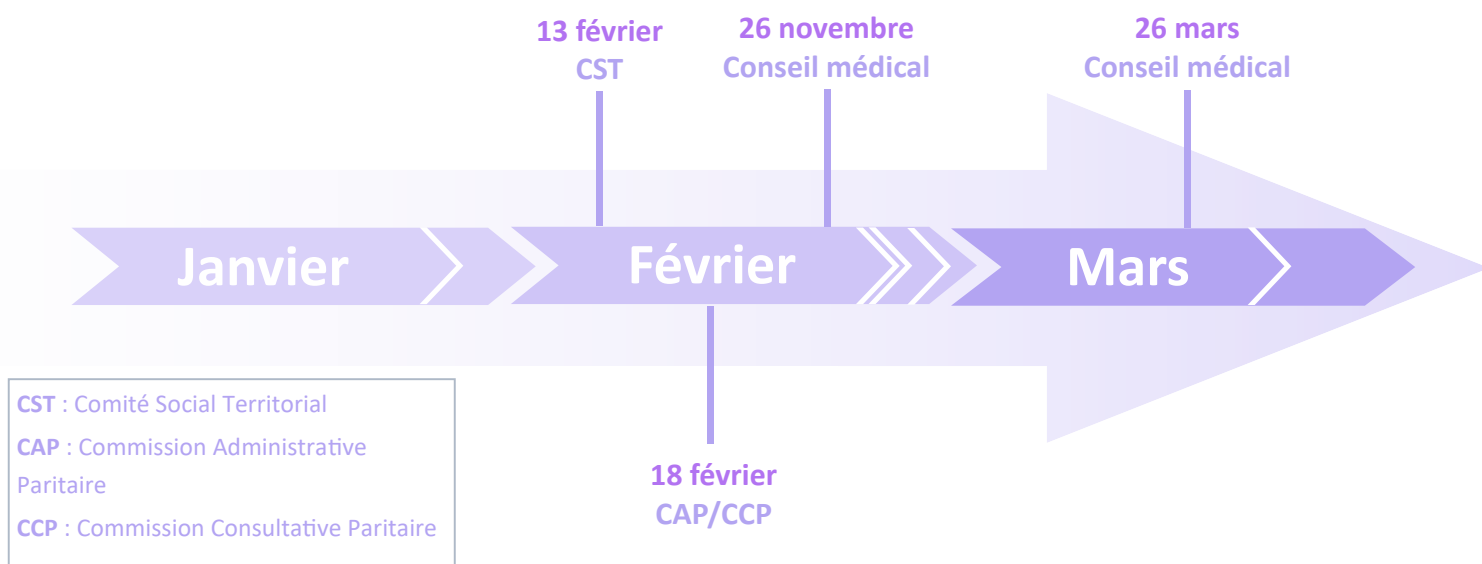 13 février
CST
26 novembre
Conseil médical
26 mars
Conseil médical
Janvier
Février
Mars
18 février
CAP/CCP
CST : Comité Social Territorial
CAP : Commission Administrative
Paritaire
CCP : Commission Consultative Paritaire